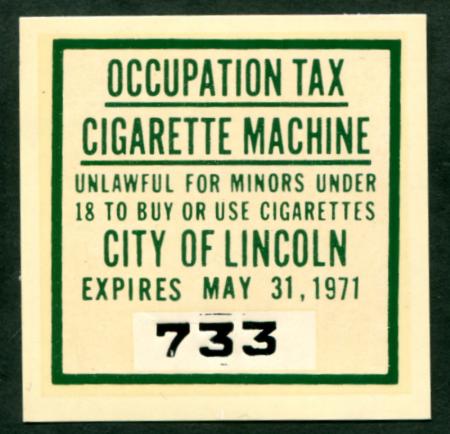 OCCUPATION TAX
CIGARETTE MACHINE
UNLAWFUL FOR MINORS UNDER
18 TO BUY OR USE CIGARETTES
CITY OF LINCOLN
EXPIRES MAY 31, 1971
733